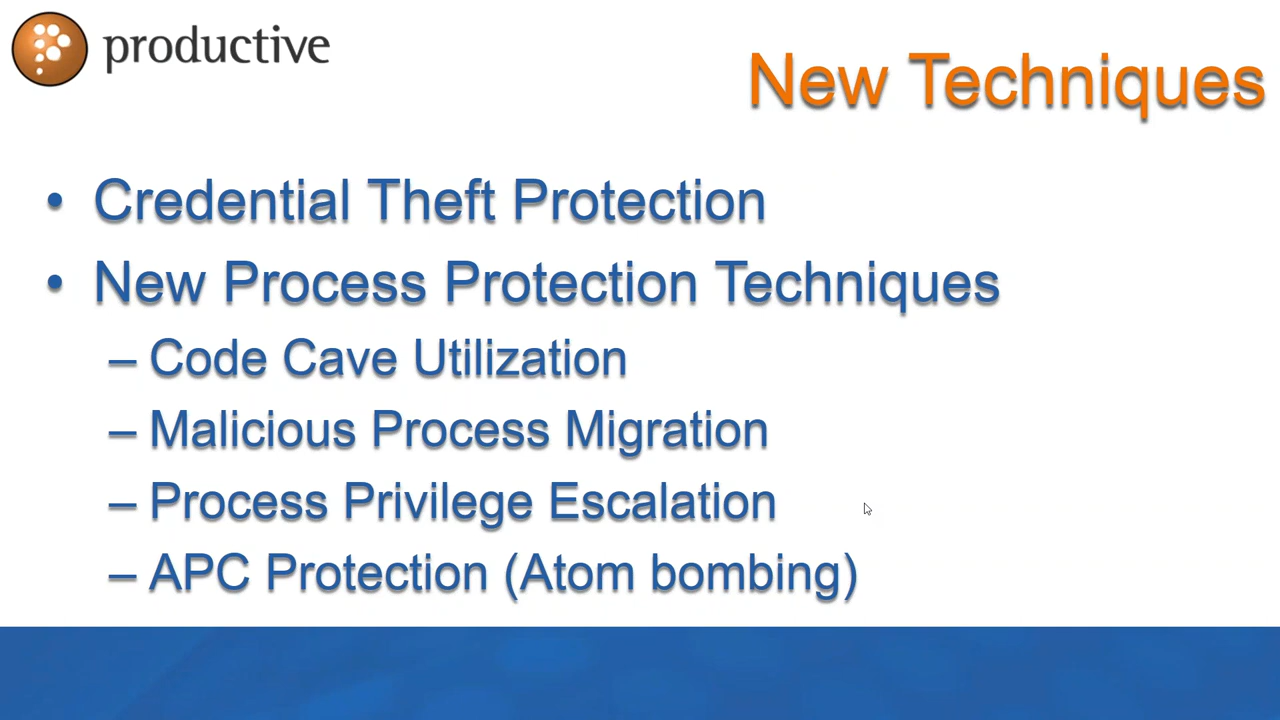 productive
New Techniques
• Credential Theft Protection
• New Process Protection Techniques
– Code Cave Utilization
– Malicious Process Migration
– Process Privilege Escalation
– APC Protection (Atom bombing)